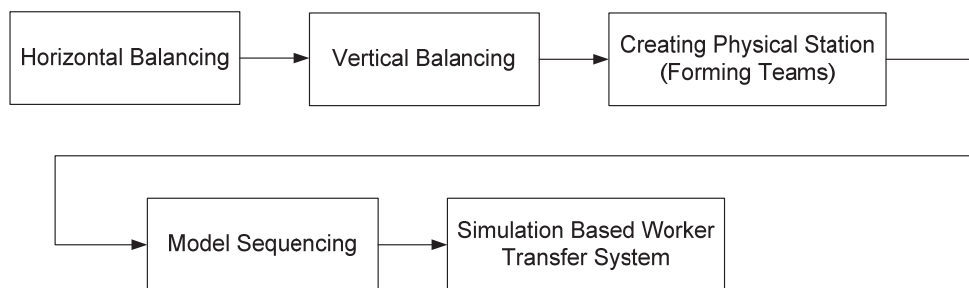 Horizontal Balancing
Vertical Balancing
Creating Physical Station
(Forming Teams)
Model Sequencing
Simulation Based Worker
Transfer System